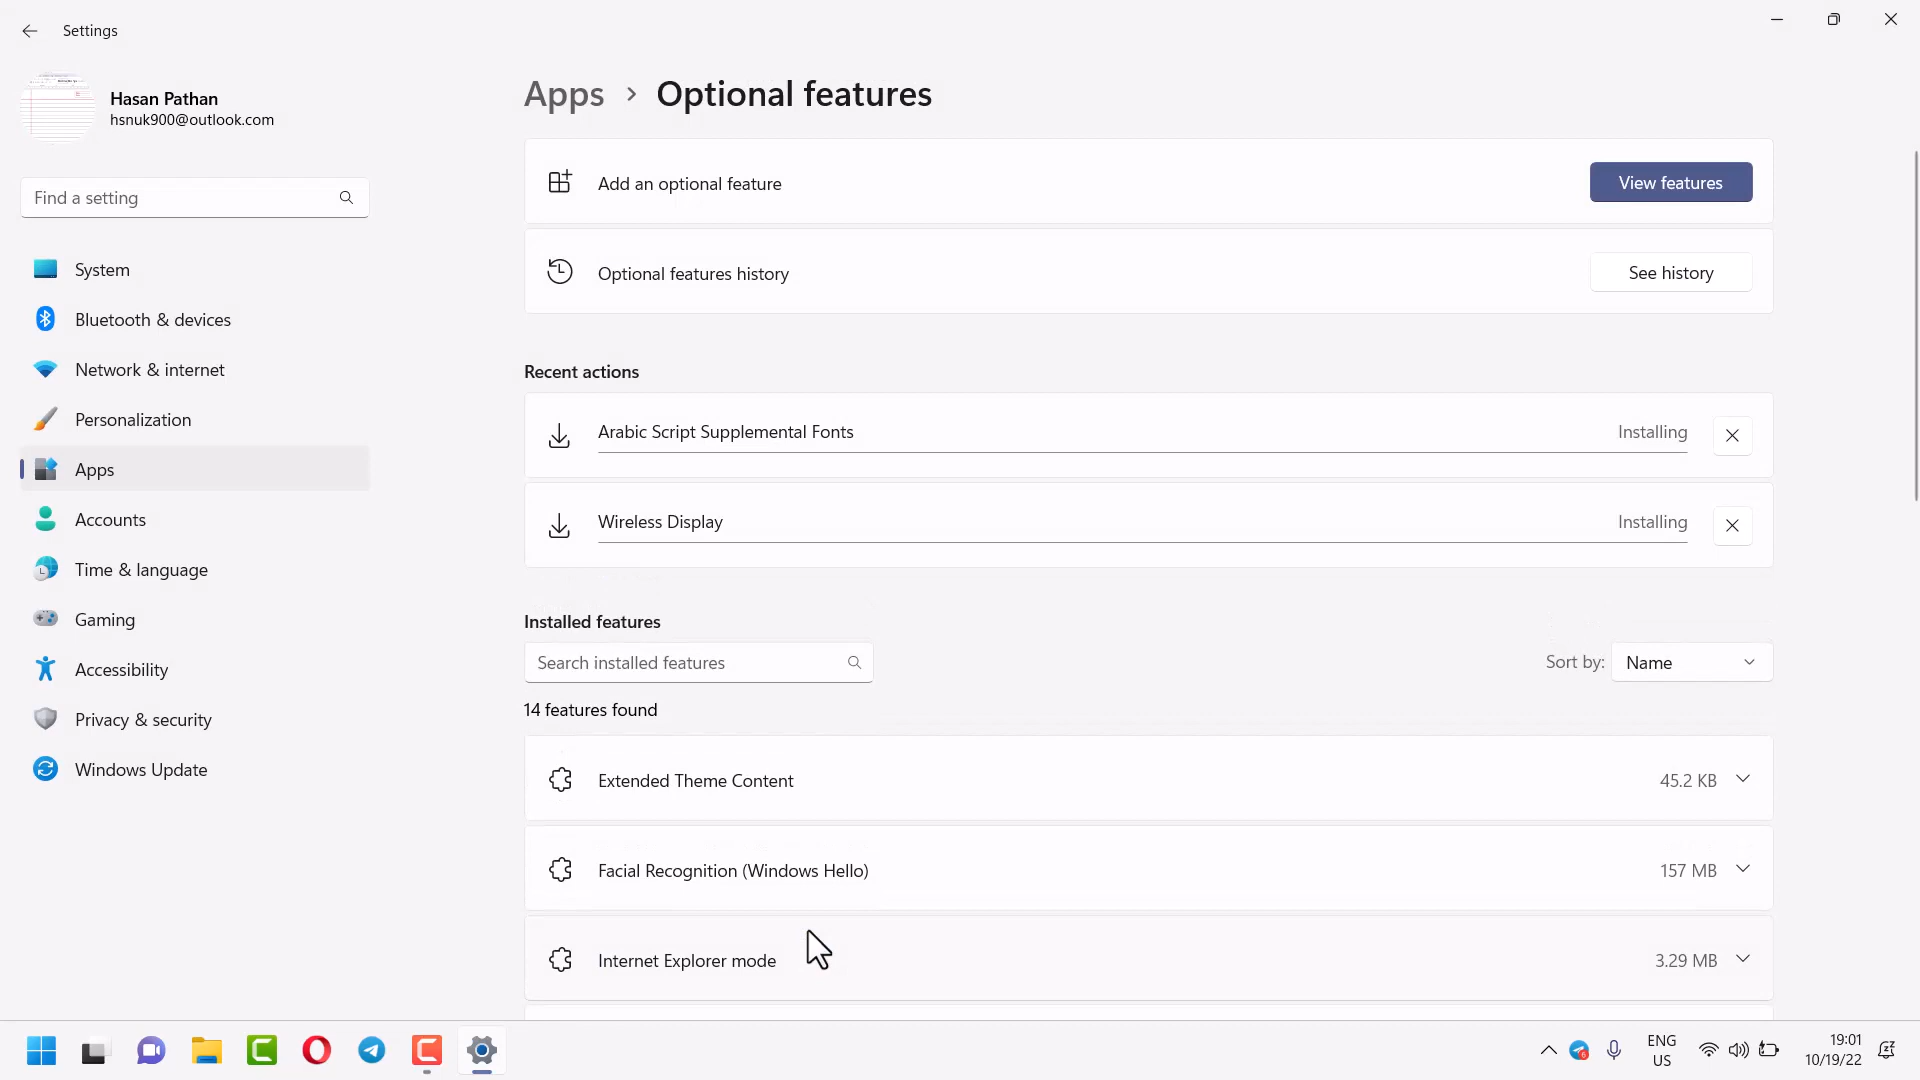 Settings
Hasan Pathan
hsnuk900@outlook.com
Find a setting
System
Bluetooth & devices
Network & internet
Personalization
Apps
Accounts
Time & language
Gaming
Accessibility
Privacy & security
Windows Update
Apps > Optional features
Add an optional feature
View features
Optional features history
See history
Recent actions
Arabic Script Supplemental Fonts
Installing
Wireless Display
Installing
Installed features
Search installed features
Sort by: Name
14 features found
Extended Theme Content
45.2 KB
Facial Recognition (Windows Hello)
157 MB
Internet Explorer mode
3.29 MB
ENG
US
19:01
10/19/22